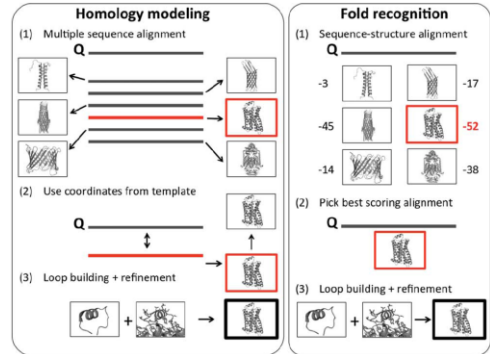 Homology modeling
(1) Multiple sequence alignment
Q
(2) Use coordinates from template
Q
(3) Loop building + refinement
+
Fold recognition
(1) Sequence-structure alignment
Q
-3
-17
-45
-52
-14
-38
(2) Pick best scoring alignment
Q
(3) Loop building + refinement
+